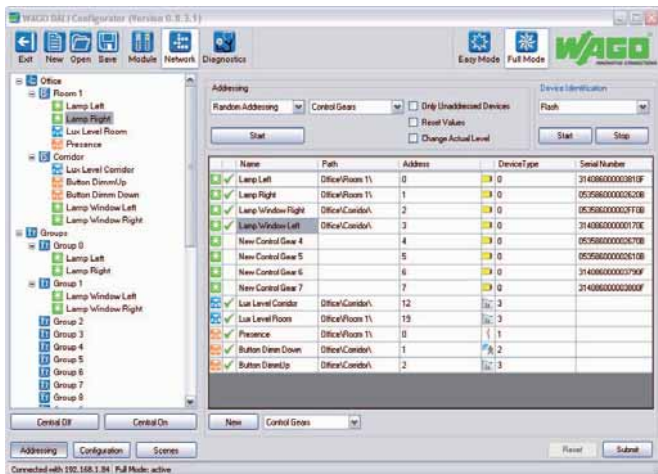 WAGO DALI Configurator (Version 0.8.3.1)
Exit New Open Save Module Network Diagnostics Easy Mode Full Mode WAGO
INNOVATIVE CONNECTIONS
Office
Room 1
Lamp Left
Lamp Right
Lux Level Room
Presence
Corridor
Lux Level Corridor
Button DimmUp
Button Dimm Down
Lamp Window Left
Lamp Window Right
Groups
Group 0
Lamp Left
Lamp Right
Group 1
Lamp Window Left
Lamp Window Right
Group 2
Group 3
Group 4
Group 5
Group 6
Group 7
Group 8
Central Off Central On
Addressing Configuration Scenes
Addressing
Random Addressing Control Gears
Only Unaddressed Devices
Reset Values
Change Actual Level
Start
Device Identification
Flash
Start Stop
Name Path Address DeviceType Serial Number
Lamp Left Office\Room 1\ 0 0
Lamp Right Office\Room 1\ 1 0
Lamp Window Right Office\Corridor\ 2 0
Lamp Window Left Office\Corridor\ 3 0
New Control Gear 4 4 0
New Control Gear 5 5 0
New Control Gear 6 6 0
New Control Gear 7 7 0
Lux Level Corridor Office\Corridor\ 12 3
Lux Level Room Office\Room 1\ 19 3
Presence Office\Room 1\ 0 1
Button Dimm Down Office\Corridor\ 1 2
Button DimmUp Office\Corridor\ 2 3
New Control Gears
Reset Submit
Connected with 192.168.1.84 Full Mode: active